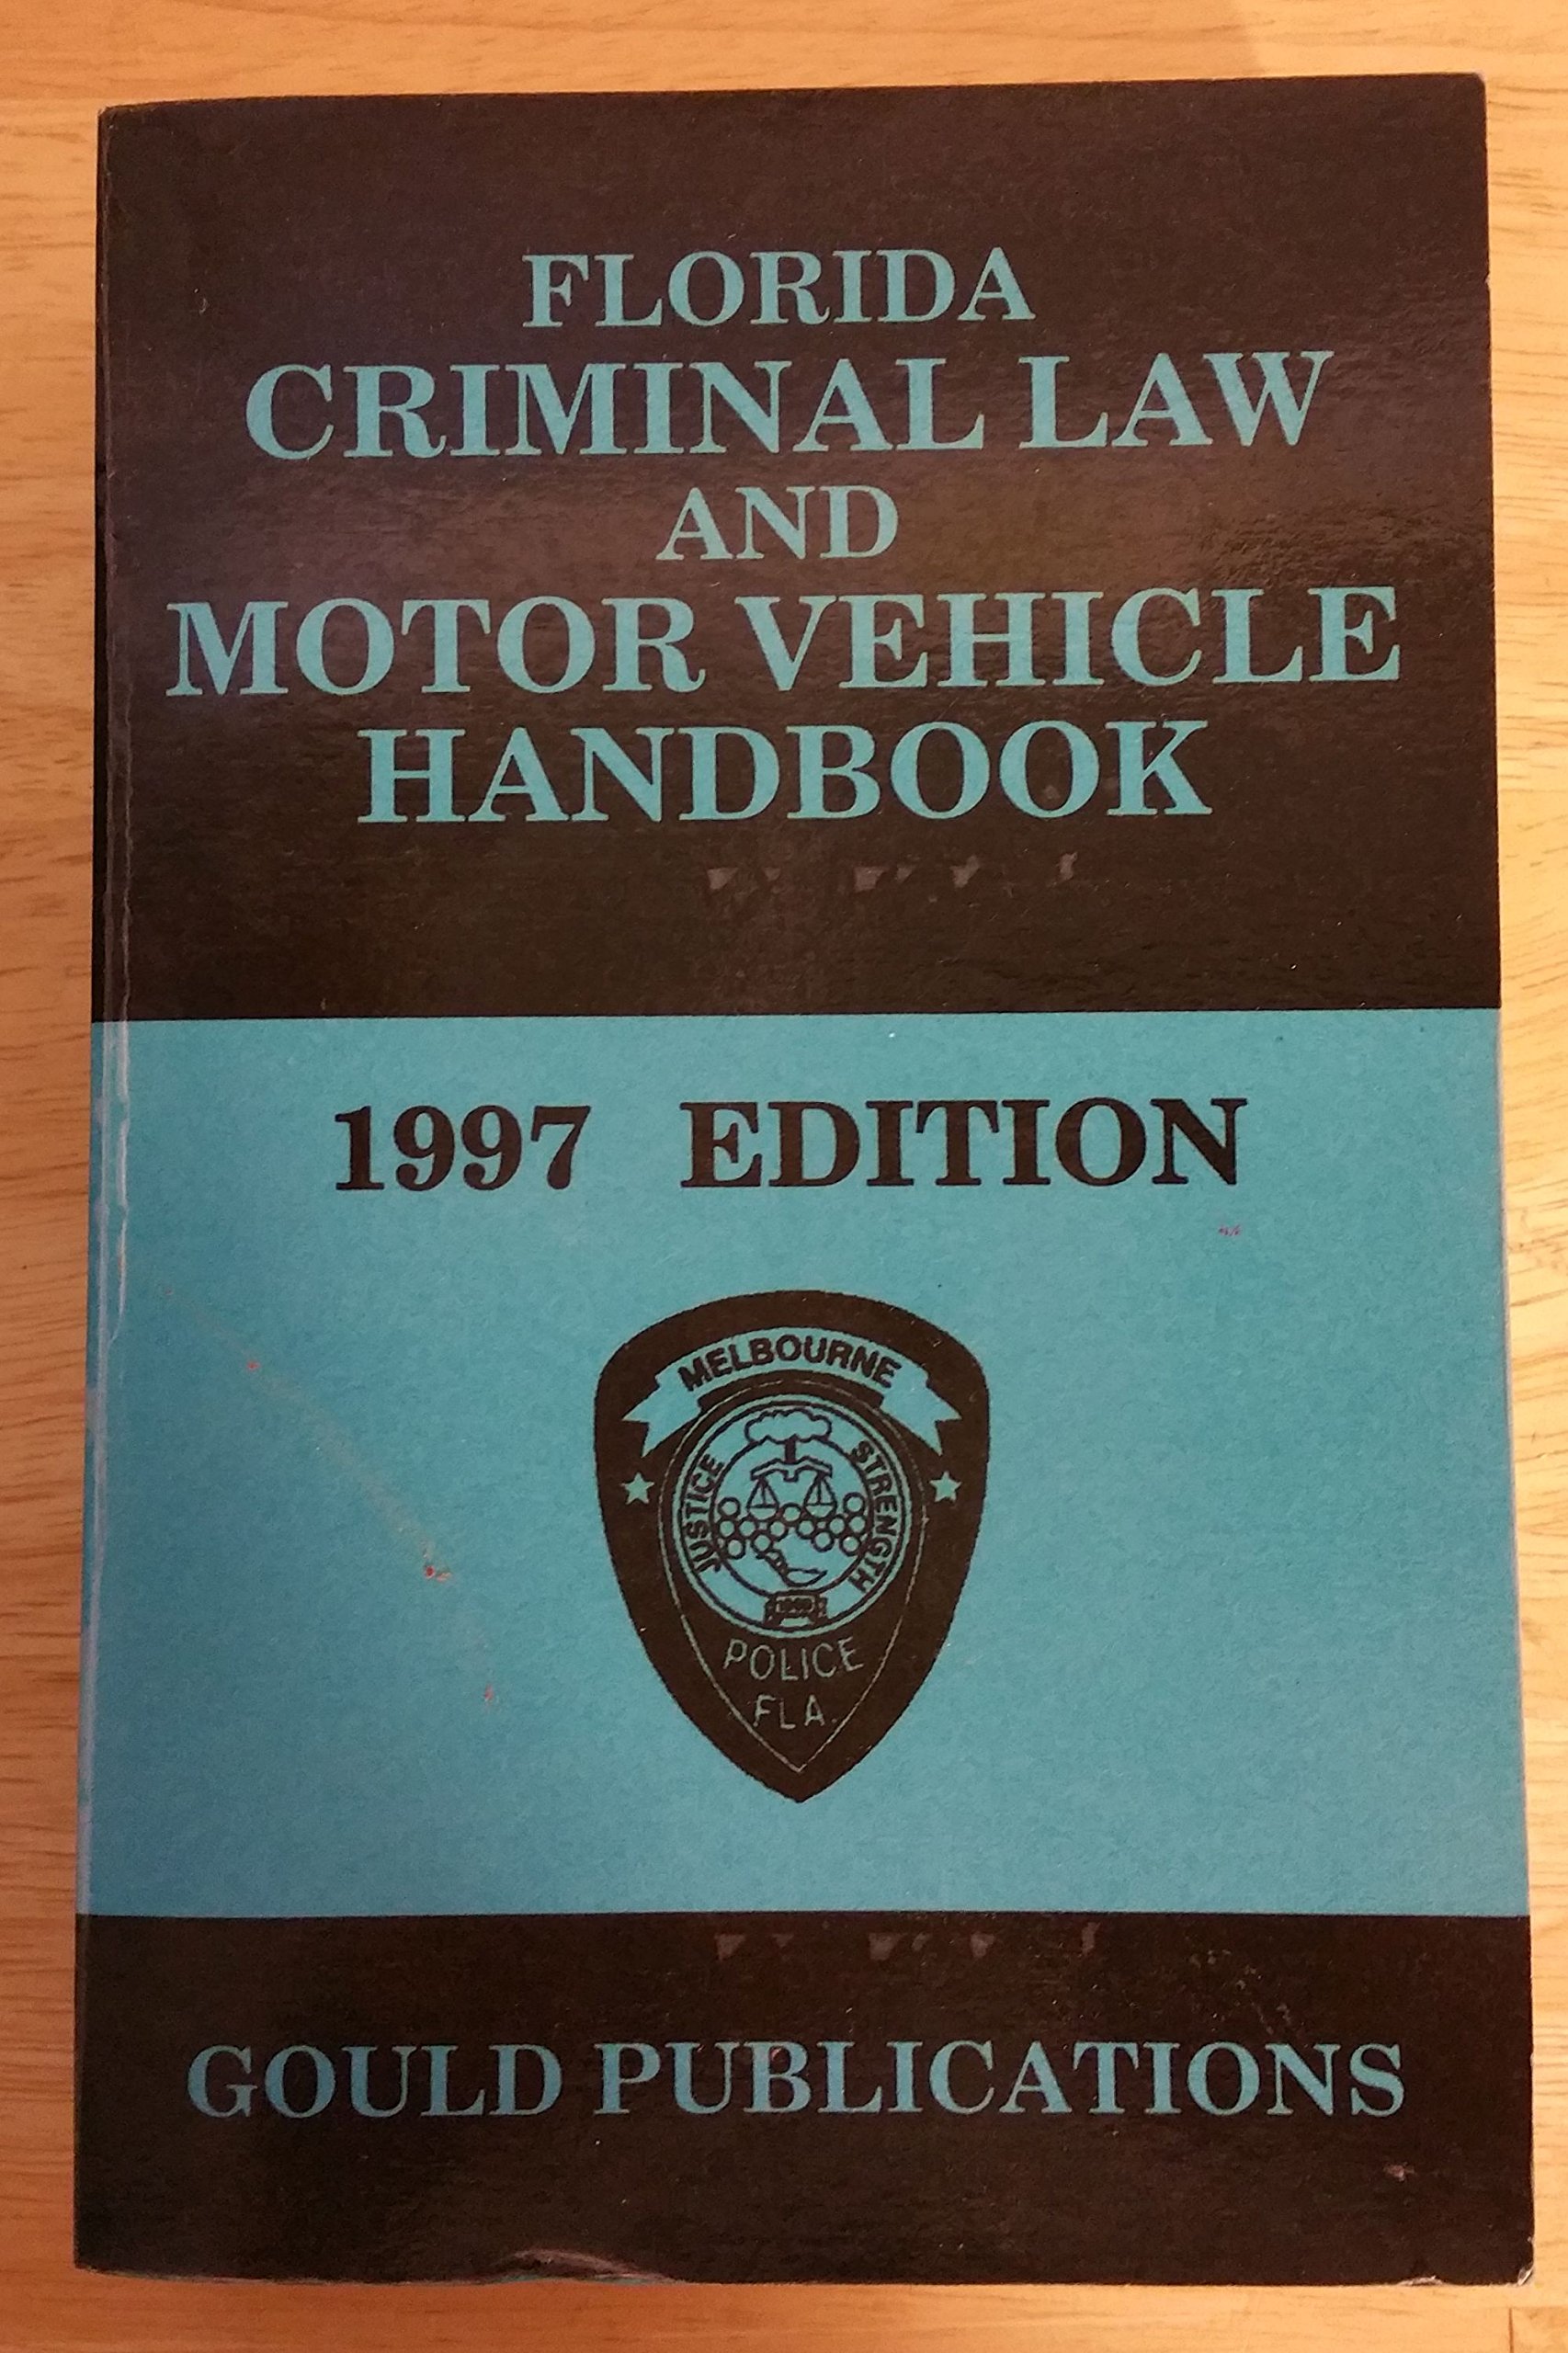 FLORIDA
CRIMINAL LAW
AND
MOTOR VEHICLE
HANDBOOK
1997 EDITION
MELBOURNE
JUSTICE
STRENGTH
POLICE
FLA.
GOULD PUBLICATIONS